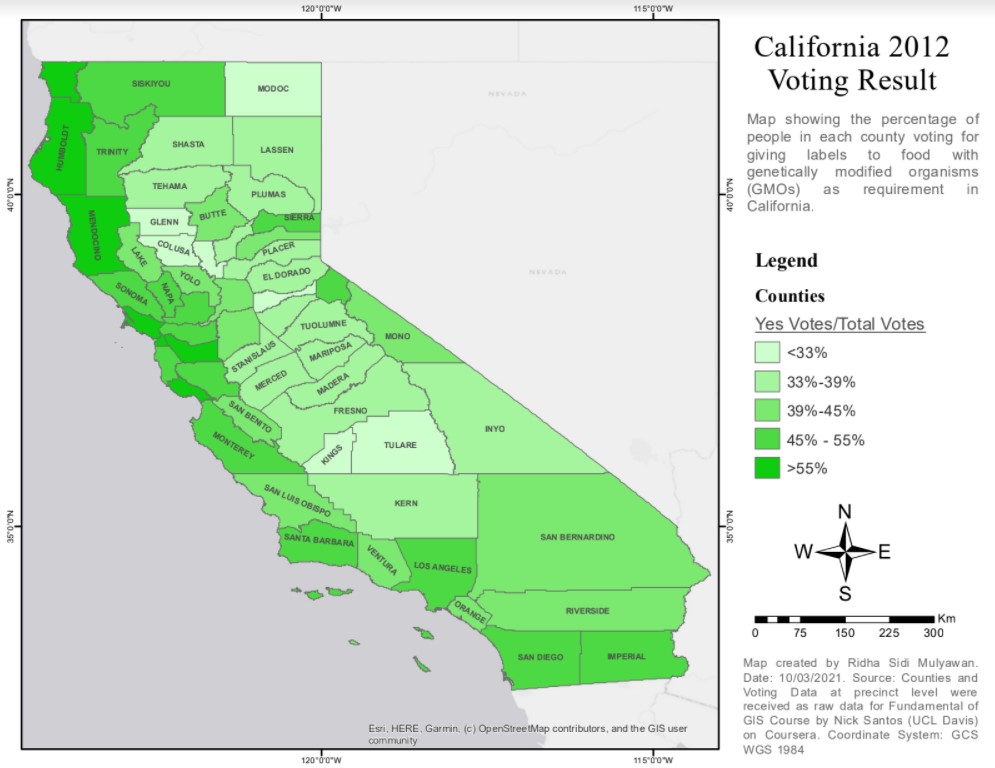 120°0'0"W
115°0'0"W
California 2012
Voting Result
Map showing the percentage of
people in each county voting for
giving labels to food with
genetically modified organisms
(GMOs) as requirement in
California.
Legend
Counties
Yes Votes/Total Votes
<33%
33%-39%
39%-45%
45% - 55%
>55%
N
W
E
S
Km
0 75 150 225 300
Map created by Ridha Sidi Mulyawan.
Date: 10/03/2021. Source: Counties and
Voting Data at precinct level were
received as raw data for Fundamental of
GIS Course by Nick Santos (UCL Davis)
on Coursera. Coordinate System: GCS
WGS 1984
SISKIYOU
MODOC
NEVADA
HUMBOLDT
TRINITY
SHASTA
LASSEN
TEHAMA
PLUMAS
40°0'0"N
40°0'0"N
MENDOCINO
GLENN
BUTTE
SIERRA
COLUSA
LAKE
PLACER
EL DORADO
NEVADA
YOLO
SONOMA
NAPA
TUOLUMNE
MONO
STANISLAUS
MARIPOSA
MERCED
MADERA
FRESNO
SAN BENITO
INYO
MONTEREY
KINGS
TULARE
SAN LUIS OBISPO
KERN
35°0'0"N
35°0'0"N
SANTA BARBARA
VENTURA
LOS ANGELES
SAN BERNARDINO
ORANGE
RIVERSIDE
SAN DIEGO
IMPERIAL
Esri, HERE, Garmin, (c) OpenStreetMap contributors, and the GIS user
community
120°0'0"W
115°0'0"W